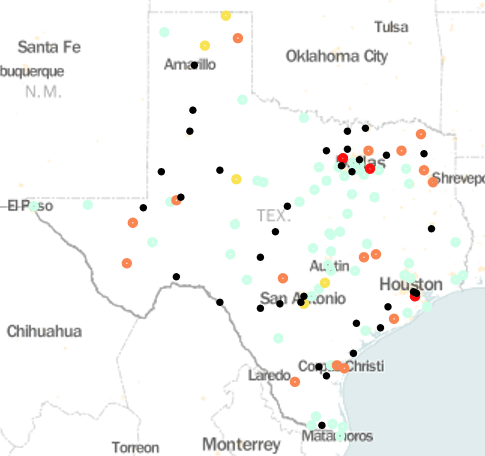 Tulsa
Santa Fe
Oklahoma City
buquerque
Amarillo
N.M.
Shrevepo
El Paso
TEX.
Austin
Houston
San Antonio
Chihuahua
Corpus Christi
Laredo
Matamoros
Monterrey
Torreon